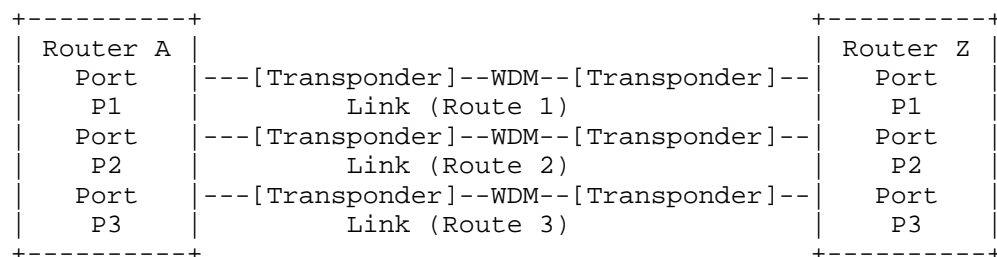 +----------+ +----------+
| Router A | | Router Z |
| Port |---[Transponder]--WDM--[Transponder]--| Port |
| P1 | Link (Route 1) | P1 |
| Port |---[Transponder]--WDM--[Transponder]--| Port |
| P2 | Link (Route 2) | P2 |
| Port |---[Transponder]--WDM--[Transponder]--| Port |
| P3 | Link (Route 3) | P3 |
+----------+ +----------+